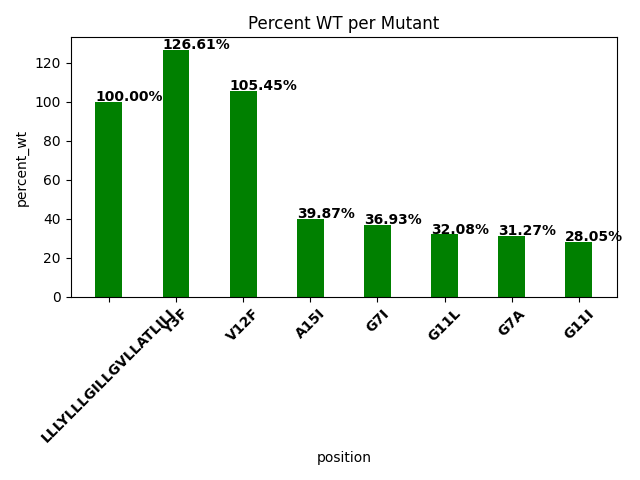 Percent WT per Mutant
percent_wt
120
100
80
60
40
20
0
100.00%
126.61%
105.45%
39.87%
36.93%
32.08%
31.27%
28.05%
Y3F
V12F
A15I
G7I
G11L
G7A
G11I
position